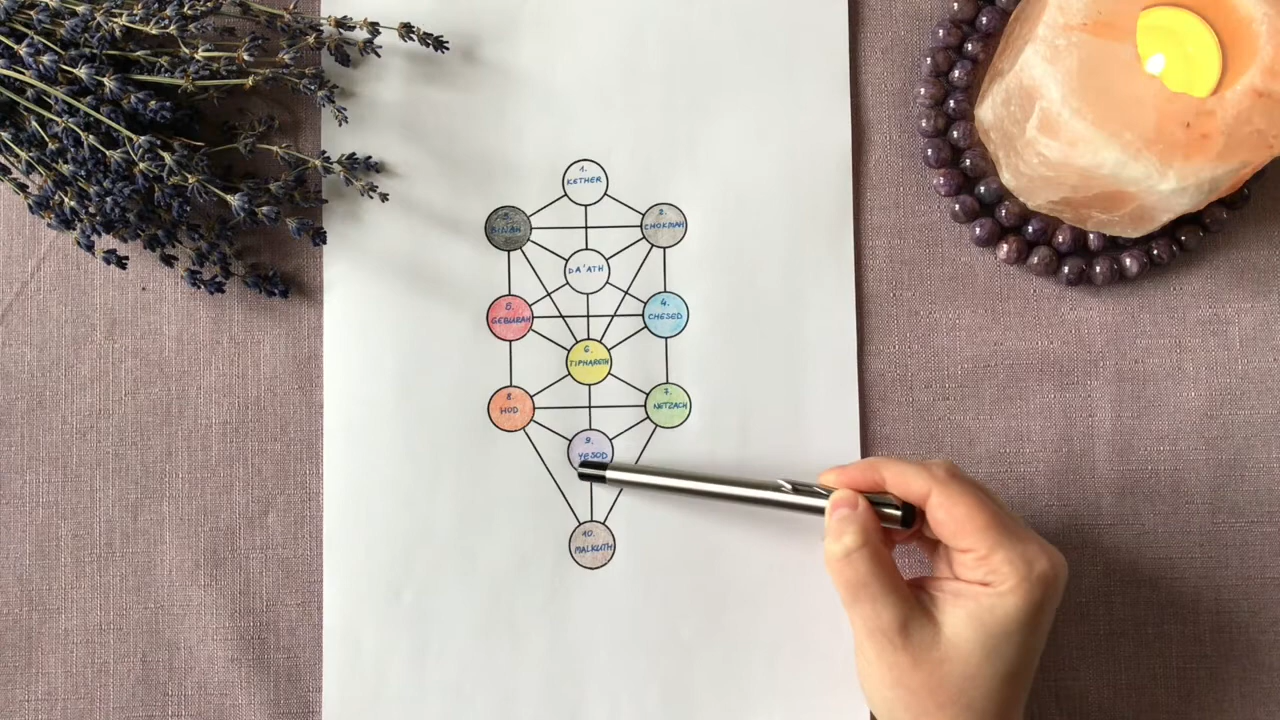 1.
KETHER
3.
BINAH
2.
CHOKMAH
DA'ATH
5.
GEBURAH
4.
CHESED
6.
TIPHARETH
8.
HOD
7.
NETZACH
9.
YESOD
10.
MALKUTH